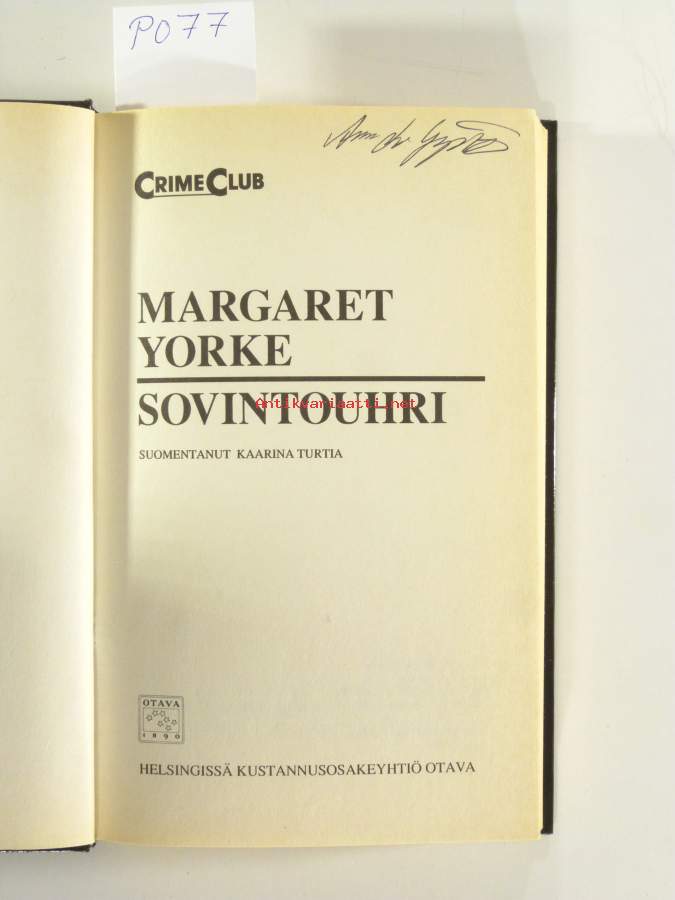 P077
CRIME CLUB
MARGARET
YORKE
SOVINTOUHRI
Antikvariaatti.net
SUOMENTANUT KAARINA TURTIA
OTAVA
1890
HELSINGISSÄ KUSTANNUSOSAKEYHTIÖ OTAVA